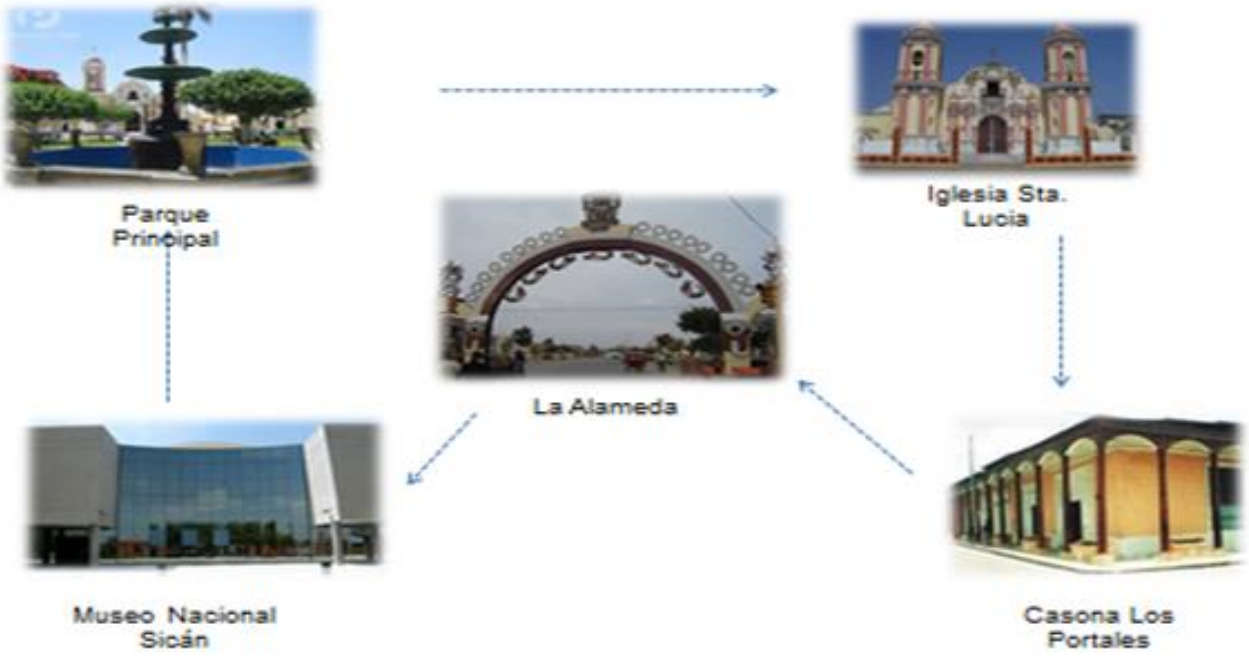 Parque
Principal
Iglesia Sta.
Lucia
La Alameda
Museo Nacional
Sicán
Casona Los
Portales